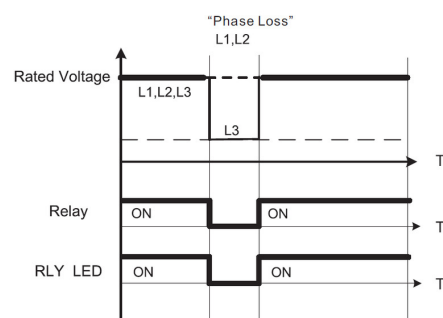 “Phase Loss”
L1,L2
Rated Voltage
L1,L2,L3
L3
T
Relay
ON
ON
T
RLY LED
ON
ON
T